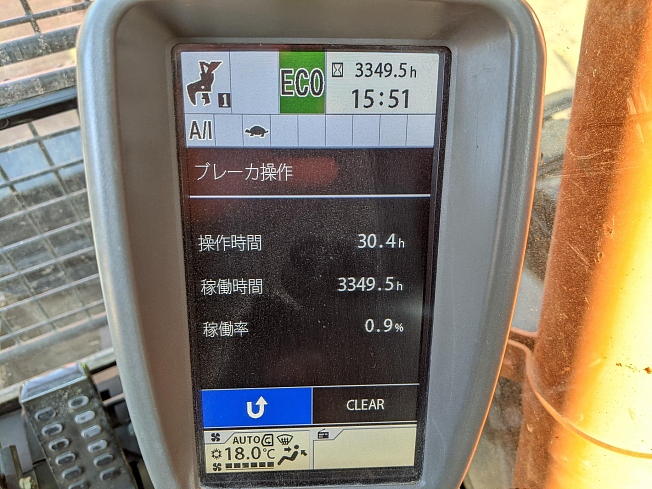 1
ECO
3349.5h
15:51
A/I
ブレーカ操作
操作時間 30.4h
稼働時間 3349.5h
稼働率 0.9%
CLEAR
AUTO C
18.0℃